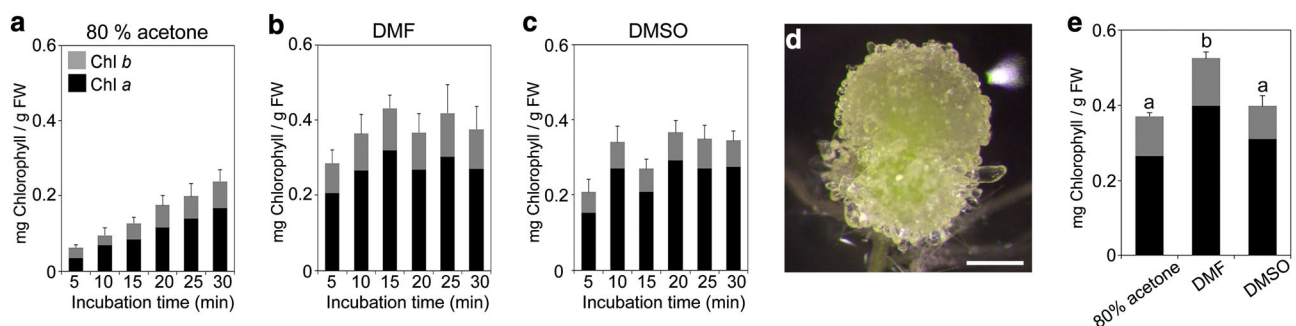 a
80 % acetone
0.6
0.4
0.2
0
mg Chlorophyll / g FW
Chl b
Chl a
5 10 15 20 25 30
Incubation time (min)
b
DMF
0.6
0.4
0.2
0
5 10 15 20 25 30
Incubation time (min)
c
DMSO
0.6
0.4
0.2
0
mg Chlorophyll / g FW
5 10 15 20 25 30
Incubation time (min)
d
e
0.6
0.4
0.2
0
mg Chlorophyll / g FW
a
b
a
80% acetone
DMF
DMSO